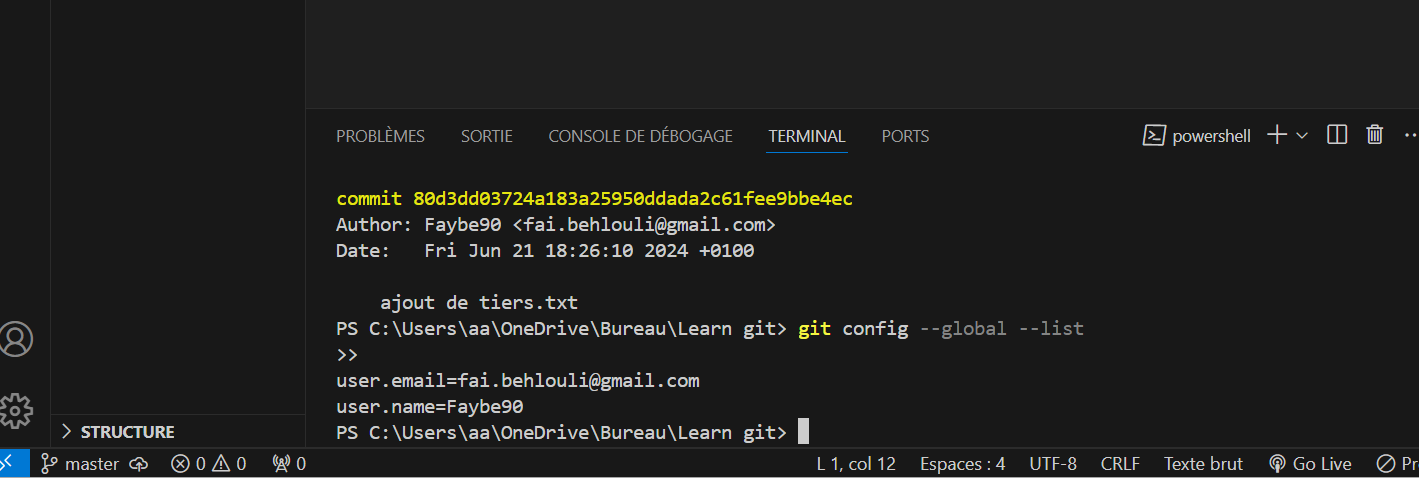 PROBLÈMES SORTIE CONSOLE DE DÉBOGAGE TERMINAL PORTS powershell
commit 80d3dd03724a183a25950ddada2c61fee9bbe4ec
Author: Faybe90 <fai.behlouli@gmail.com>
Date:   Fri Jun 21 18:26:10 2024 +0100
    ajout de tiers.txt
PS C:\Users\aa\OneDrive\Bureau\Learn git> git config --global --list
>>
user.email=fai.behlouli@gmail.com
user.name=Faybe90
PS C:\Users\aa\OneDrive\Bureau\Learn git>
STRUCTURE
master 0 0 0 L 1, col 12 Espaces : 4 UTF-8 CRLF Texte brut Go Live